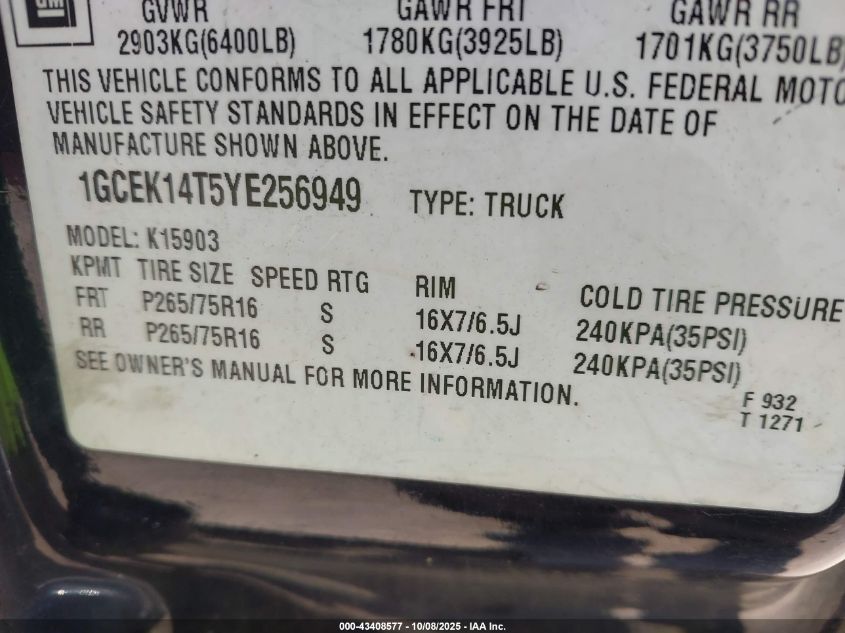 GM
GVWR GAWR FRT GAWR RR
2903KG(6400LB) 1780KG(3925LB) 1701KG(3750LB)
THIS VEHICLE CONFORMS TO ALL APPLICABLE U.S. FEDERAL MOTO
VEHICLE SAFETY STANDARDS IN EFFECT ON THE DATE OF
MANUFACTURE SHOWN ABOVE.
1GCEK14T5YE256949 TYPE: TRUCK
MODEL: K15903
KPMT TIRE SIZE SPEED RTG RIM COLD TIRE PRESSURE
FRT P265/75R16 S 16X7/6.5J 240KPA(35PSI)
RR P265/75R16 S 16X7/6.5J 240KPA(35PSI)
SEE OWNER'S MANUAL FOR MORE INFORMATION.
F 932
T 1271
000-43408577 - 10/08/2025 - IAA Inc.